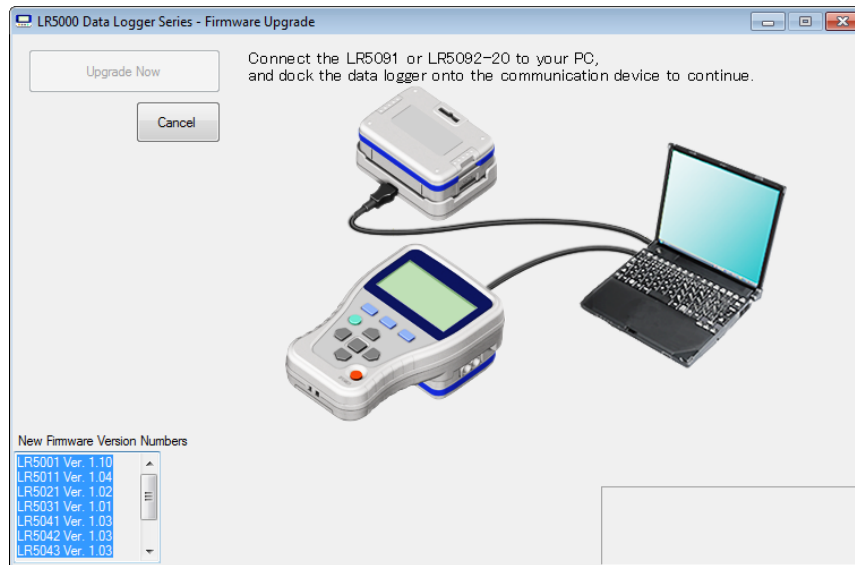 LR5000 Data Logger Series - Firmware Upgrade
Upgrade Now
Connect the LR5091 or LR5092-20 to your PC,
and dock the data logger onto the communication device to continue.
Cancel
New Firmware Version Numbers
LR5001 Ver. 1.10
LR5011 Ver. 1.04
LR5021 Ver. 1.02
LR5031 Ver. 1.01
LR5041 Ver. 1.03
LR5042 Ver. 1.03
LR5043 Ver. 1.03